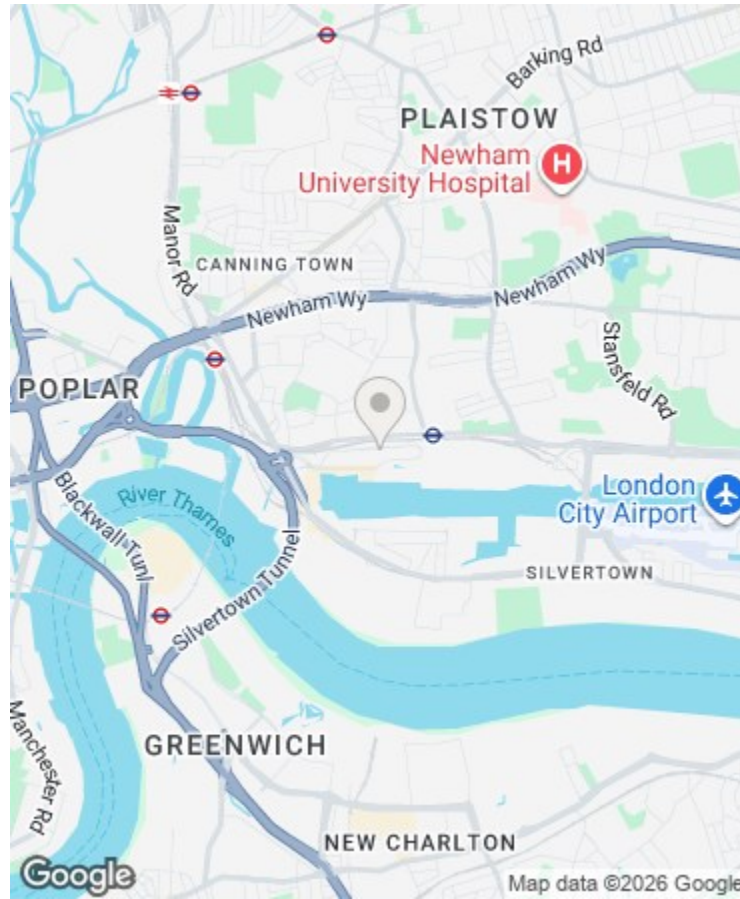 Barking Rd
PLAISTOW
Newham
University Hospital
H
Manor Rd
CANNING TOWN
Newham Wy
Newham Wy
Stansfeld Rd
POPLAR
River Thames
Blackwall Tunl
London
City Airport
Silvertown Tunnel
SILVERTOWN
Manchester Rd
GREENWICH
NEW CHARLTON
Google
Map data ©2026 Google